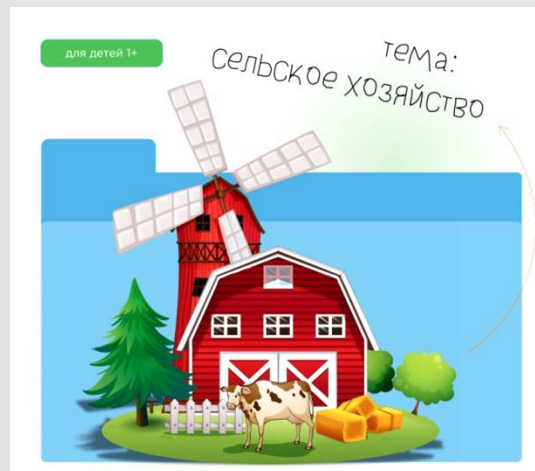 для детей 1+
тема:
сельское хозяйство